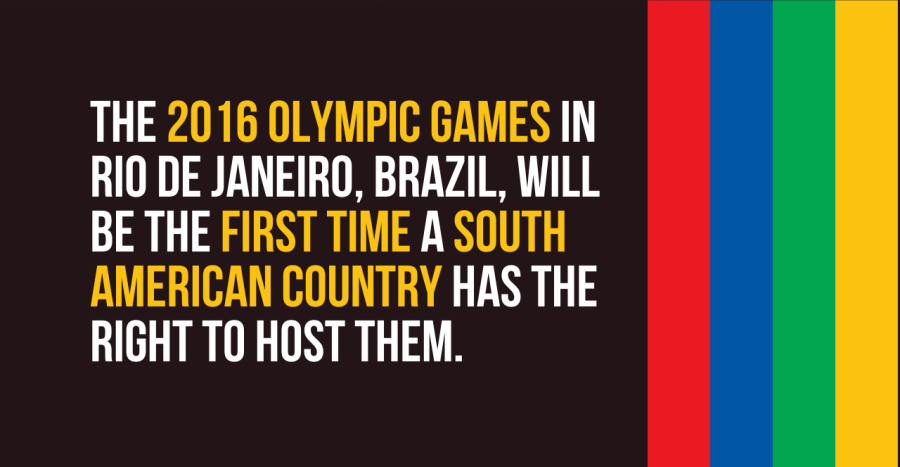 THE 2016 OLYMPIC GAMES IN
RIO DE JANEIRO, BRAZIL, WILL
BE THE FIRST TIME A SOUTH
AMERICAN COUNTRY HAS THE
RIGHT TO HOST THEM.